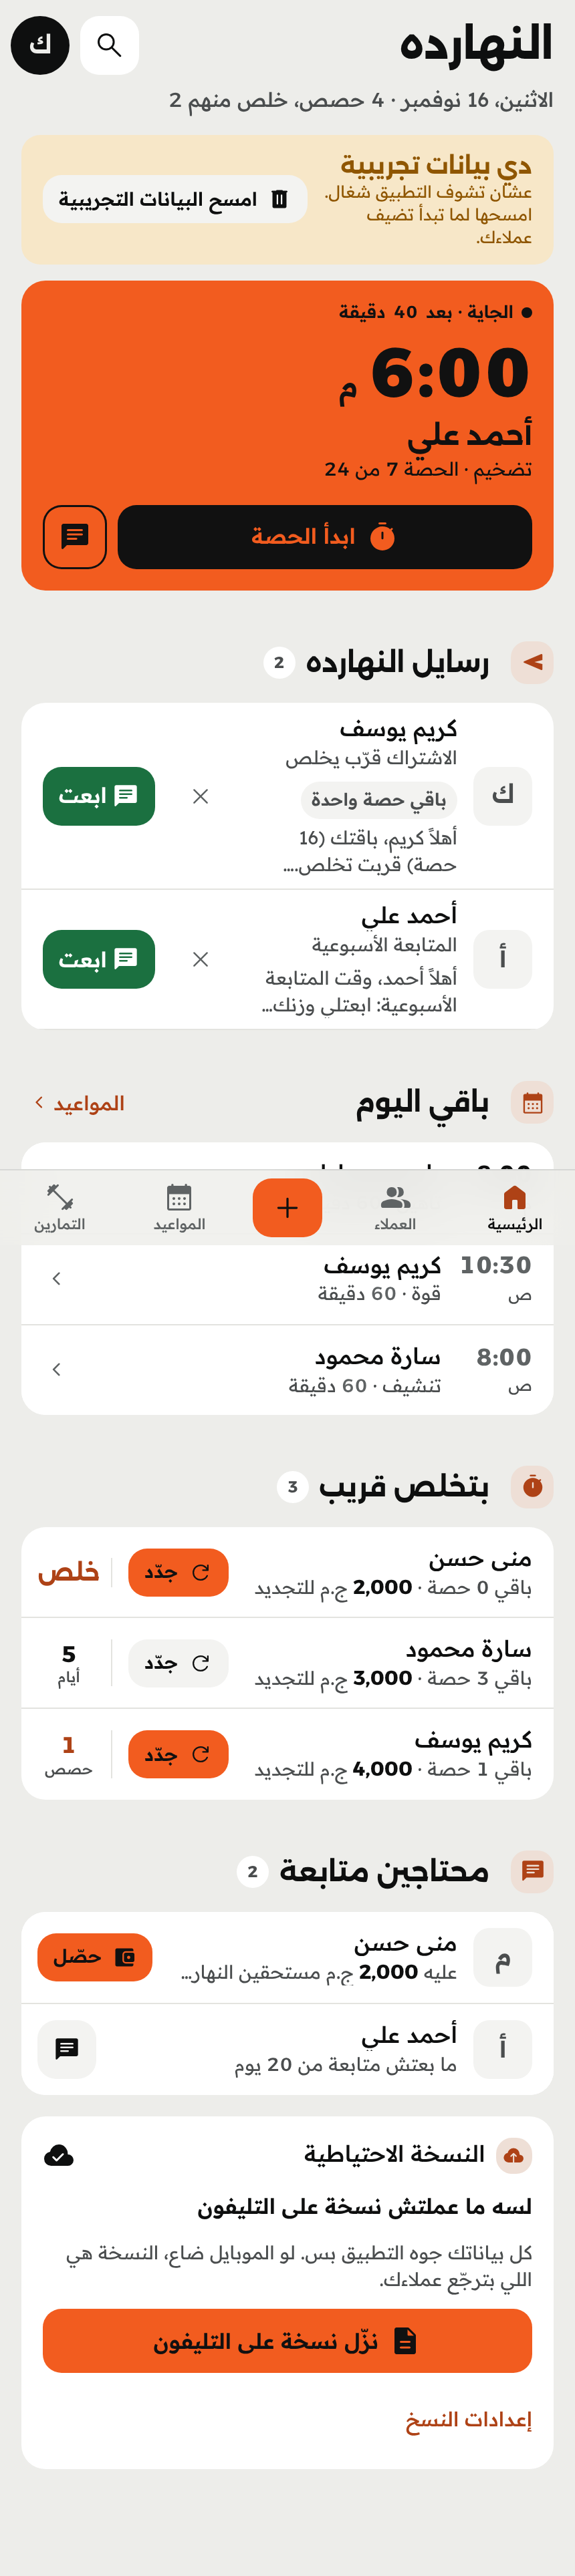 النهارده
ك
الاثنين، 16 نوفمبر · 4 حصص، خلص منهم 2
دي بيانات تجريبية
عشان تشوف التطبيق شغال.
امسحها لما تبدأ تضيف
عملاءك.
امسح البيانات التجريبية
الجاية · بعد 40 دقيقة
6:00 م
أحمد علي
تضخيم · الحصة 7 من 24
ابدأ الحصة
رسايل النهارده 2
ك
كريم يوسف
الاشتراك قرّب يخلص
باقي حصة واحدة
أهلاً كريم، باقتك (16
حصة) قربت تخلص....
ابعت
أ
أحمد علي
المتابعة الأسبوعية
أهلاً أحمد، وقت المتابعة
الأسبوعية: ابعتلي وزنك...
ابعت
باقي اليوم
المواعيد
الرئيسية
العملاء
المواعيد
التمارين
10:30 ص
كريم يوسف
قوة · 60 دقيقة
8:00 ص
سارة محمود
تنشيف · 60 دقيقة
بتخلص قريب 3
منى حسن
باقي 0 حصة · 2,000 ج.م للتجديد
جدّد
خلص
سارة محمود
باقي 3 حصة · 3,000 ج.م للتجديد
جدّد
5
أيام
كريم يوسف
باقي 1 حصة · 4,000 ج.م للتجديد
جدّد
1
حصص
محتاجين متابعة 2
م
منى حسن
عليه 2,000 ج.م مستحقين النهار...
حصّل
أ
أحمد علي
ما بعتش متابعة من 20 يوم
النسخة الاحتياطية
لسه ما عملتش نسخة على التليفون
كل بياناتك جوه التطبيق بس. لو الموبايل ضاع، النسخة هي
اللي بترجّع عملاءك.
نزّل نسخة على التليفون
إعدادات النسخ